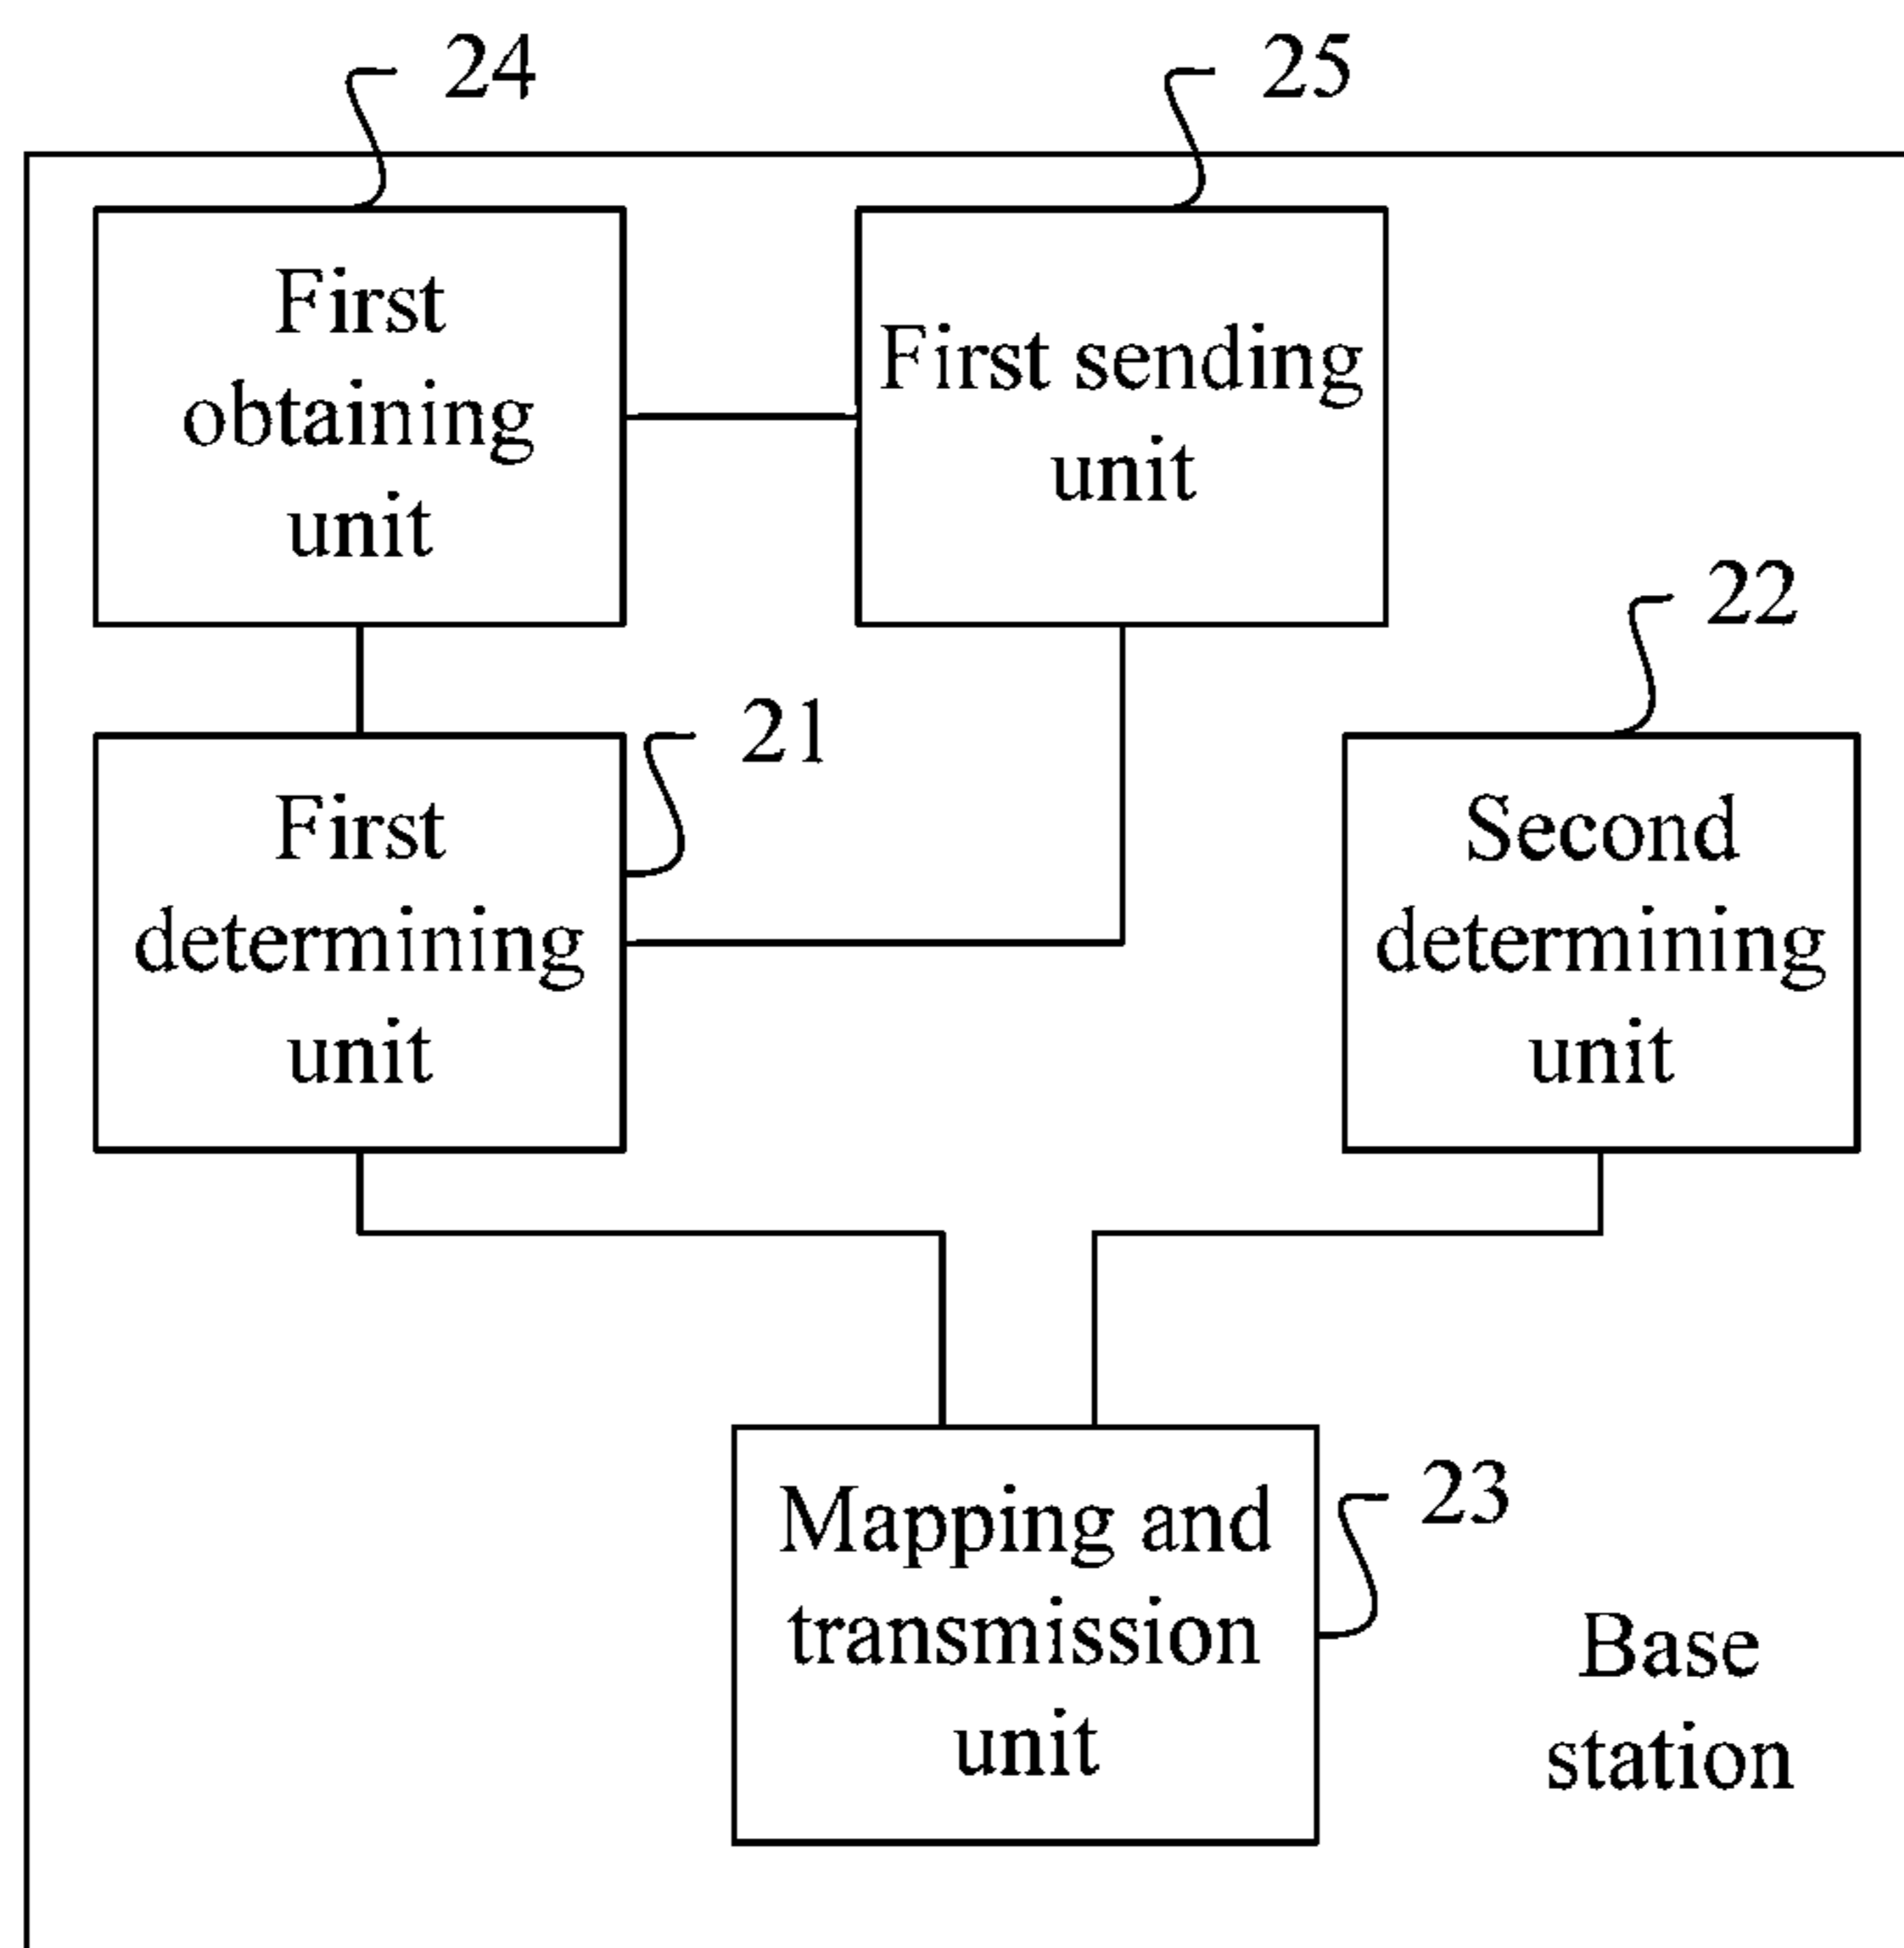 24
25
First
obtaining
unit
First sending
unit
22
21
First
determining
unit
Second
determining
unit
Mapping and
transmission
unit
23
Base
station